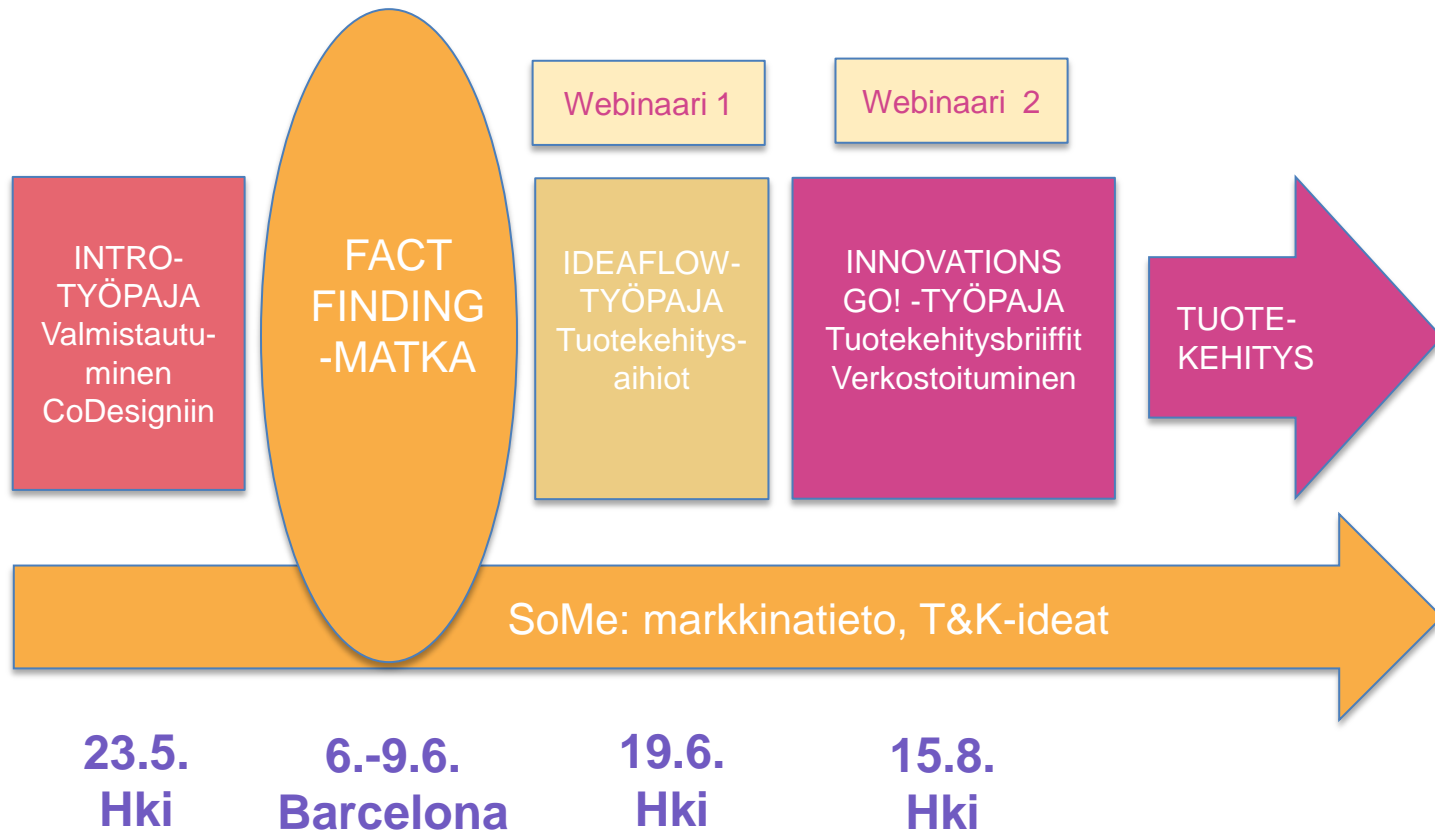 Webinaari 1
Webinaari 2
INTRO-
TYÖPAJA
Valmistautu-
minen
CoDesigniin
FACT
FINDING
-MATKA
IDEAFLOW-
TYÖPAJA
Tuotekehitys-
aihiot
INNOVATIONS
GO! -TYÖPAJA
Tuotekehitysbriiffit
Verkostoituminen
TUOTE-
KEHITYS
SoMe: markkinatieto, T&K-ideat
23.5.
Hki
6.-9.6.
Barcelona
19.6.
Hki
15.8.
Hki